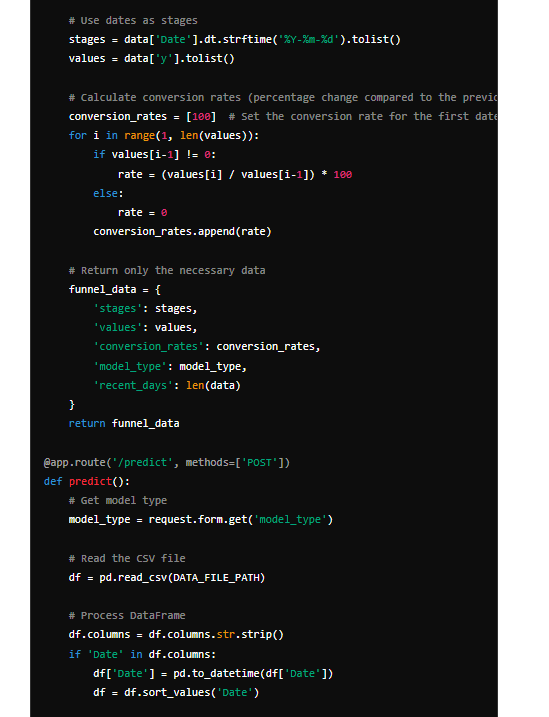 # Use dates as stages
stages = data['Date'].dt.strftime('%Y-%m-%d').tolist()
values = data['y'].tolist()
# Calculate conversion rates (percentage change compared to the
conversion_rates = [100]  # Set the conversion rate for the first date
for i in range(1, len(values)):
if values[i-1] != 0:
rate = (values[i] / values[i-1]) * 100
else:
rate = 0
conversion_rates.append(rate)
# Return only the necessary data
funnel_data = {
'stages': stages,
'values': values,
'conversion_rates': conversion_rates,
'model_type': model_type,
'recent_days': len(data)
}
return funnel_data
@app.route('/predict', methods=['POST'])
def predict():
# Get model type
model_type = request.form.get('model_type')
# Read the CSV file
df = pd.read_csv(DATA_FILE_PATH)
# Process DataFrame
df.columns = df.columns.str.strip()
if 'Date' in df.columns:
df['Date'] = pd.to_datetime(df['Date'])
df = df.sort_values('Date')